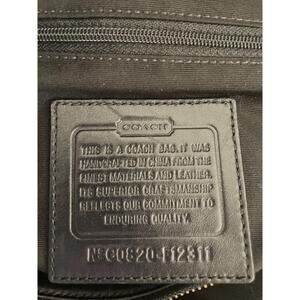 COACH
THIS IS A COACH BAG. IT WAS
HANDCRAFTED IN CHINA FROM THE
FINEST MATERIALS AND LEATHER.
ITS SUPERIOR CRAFTSMANSHIP
REFLECTS OUR COMMITMENT TO
ENDURING QUALITY.
Nº C0820-F12311